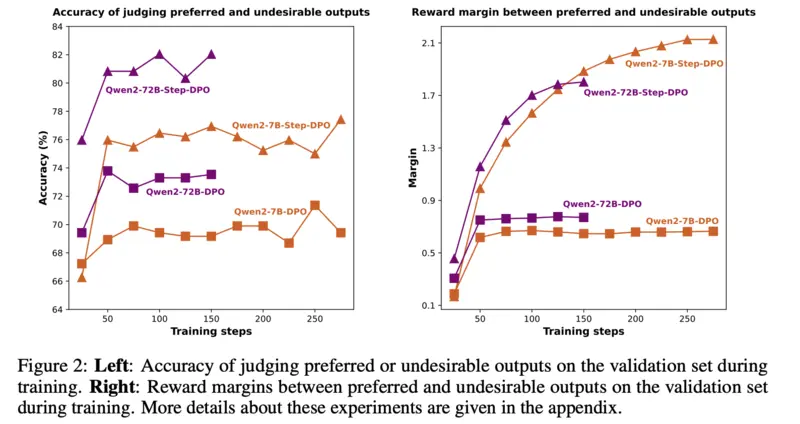 Accuracy of judging preferred and undesirable outputs
84
82
80
78
76
74
72
70
68
66
64
Accuracy (%)
Qwen2-72B-Step-DPO
Qwen2-7B-Step-DPO
Qwen2-72B-DPO
Qwen2-7B-DPO
50 100 150 200 250
Training steps
Reward margin between preferred and undesirable outputs
2.1
1.7
1.3
0.9
0.5
0.1
Margin
Qwen2-7B-Step-DPO
Qwen2-72B-Step-DPO
Qwen2-72B-DPO
Qwen2-7B-DPO
50 100 150 200 250
Training steps
Figure 2: Left: Accuracy of judging preferred or undesirable outputs on the validation set during
training. Right: Reward margins between preferred and undesirable outputs on the validation set
during training. More details about these experiments are given in the appendix.